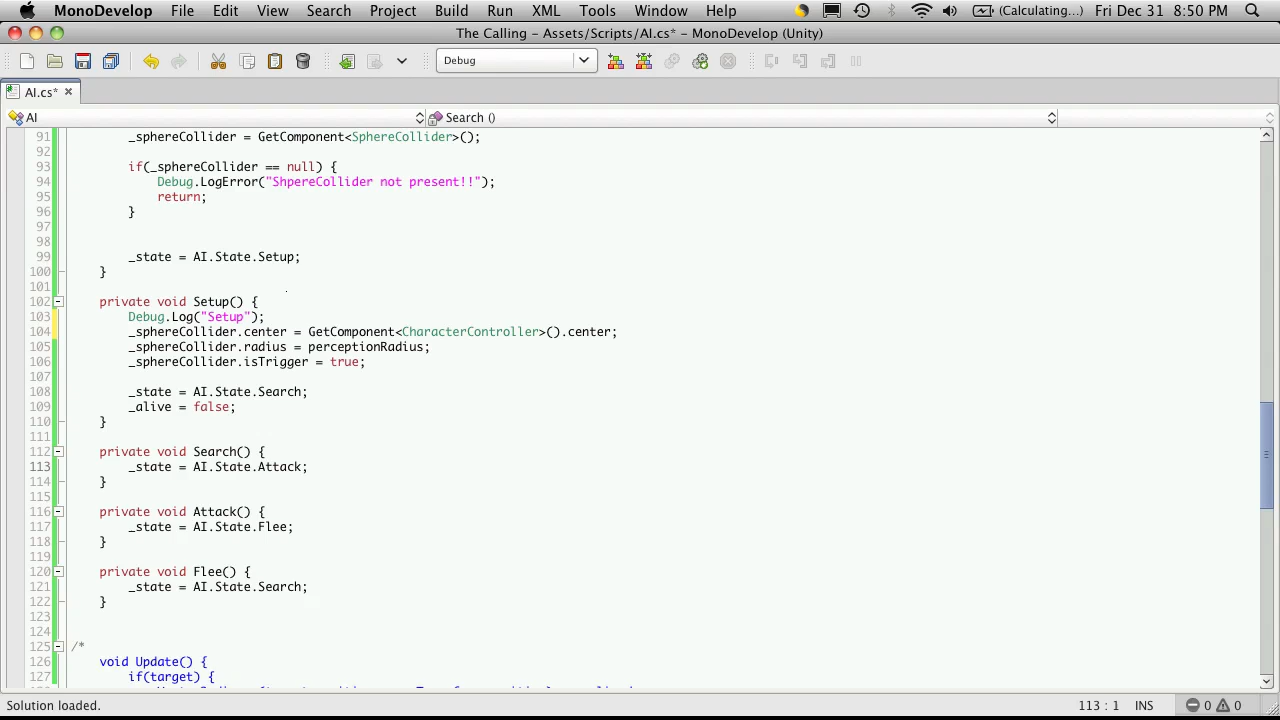 MonoDevelop File Edit View Search Project Build Run XML Tools Window Help (Calculating...) Fri Dec 31 8:50 PM
The Calling - Assets/Scripts/AI.cs* - MonoDevelop (Unity)
Debug
AI.cs*
AI Search ()
91 _sphereCollider = GetComponent<SphereCollider>();
92
93 if(_sphereCollider == null) {
94 Debug.LogError("ShpereCollider not present!!");
95 return;
96 }
97
98
99 _state = AI.State.Setup;
100 }
101
102 private void Setup() {
103 Debug.Log("Setup");
104 _sphereCollider.center = GetComponent<CharacterController>().center;
105 _sphereCollider.radius = perceptionRadius;
106 _sphereCollider.isTrigger = true;
107
108 _state = AI.State.Search;
109 _alive = false;
110 }
111
112 private void Search() {
113 _state = AI.State.Attack;
114 }
115
116 private void Attack() {
117 _state = AI.State.Flee;
118 }
119
120 private void Flee() {
121 _state = AI.State.Search;
122 }
123
124
125 /*
126 void Update() {
127 if(target) {
Solution loaded. 113 : 1 INS 0 0